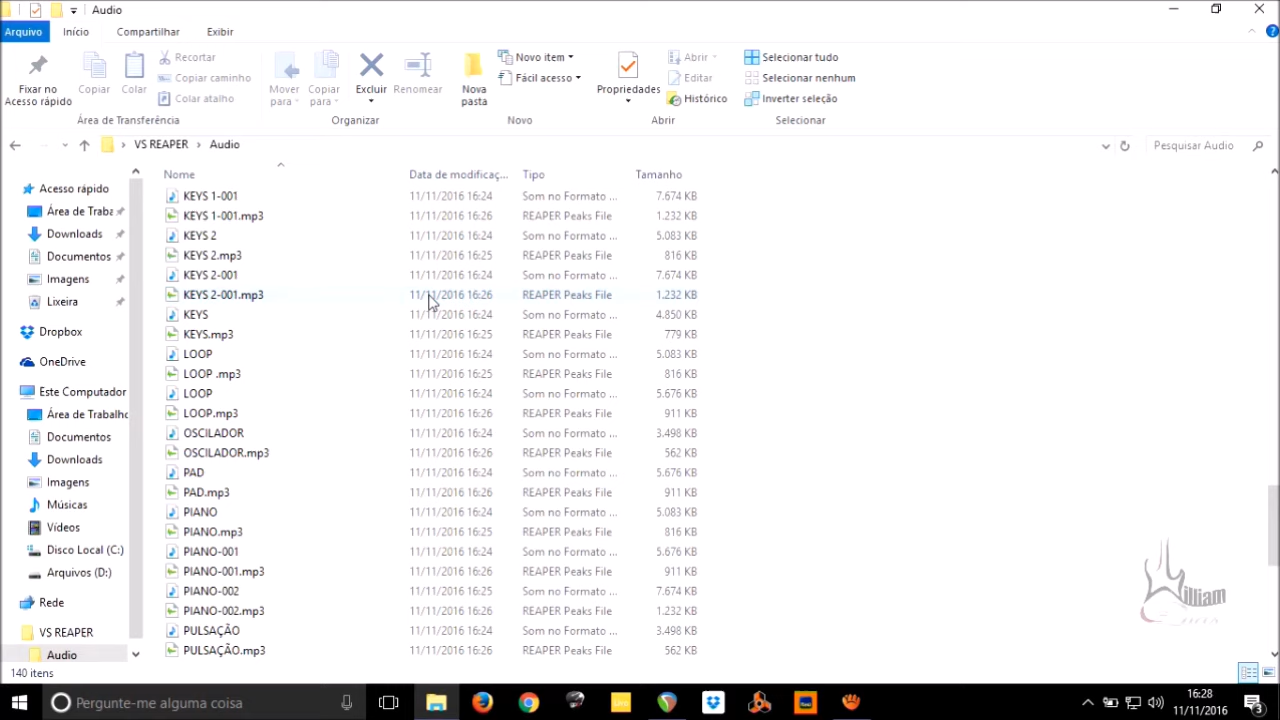 Audio
Arquivo Início Compartilhar Exibir
Fixar no Acesso rápido
Copiar
Colar
Recortar
Copiar caminho
Colar atalho
Área de Transferência
Mover para
Copiar para
Excluir
Renomear
Organizar
Nova pasta
Novo item
Fácil acesso
Novo
Propriedades
Abrir
Editar
Histórico
Abrir
Selecionar tudo
Selecionar nenhum
Inverter seleção
Selecionar
VS REAPER > Audio
Pesquisar Audio
Acesso rápido
Área de Traba
Downloads
Documentos
Imagens
Lixeira
Dropbox
OneDrive
Este Computador
Área de Trabalho
Documentos
Downloads
Imagens
Músicas
Vídeos
Disco Local (C:)
Arquivos (D:)
Rede
VS REAPER
Audio
Nome Data de modificaç... Tipo Tamanho
KEYS 1-001 11/11/2016 16:24 Som no Formato ... 7.674 KB
KEYS 1-001.mp3 11/11/2016 16:26 REAPER Peaks File 1.232 KB
KEYS 2 11/11/2016 16:24 Som no Formato ... 5.083 KB
KEYS 2.mp3 11/11/2016 16:25 REAPER Peaks File 816 KB
KEYS 2-001 11/11/2016 16:24 Som no Formato ... 7.674 KB
KEYS 2-001.mp3 11/11/2016 16:26 REAPER Peaks File 1.232 KB
KEYS 11/11/2016 16:24 Som no Formato ... 4.850 KB
KEYS.mp3 11/11/2016 16:25 REAPER Peaks File 779 KB
LOOP 11/11/2016 16:24 Som no Formato ... 5.083 KB
LOOP .mp3 11/11/2016 16:25 REAPER Peaks File 816 KB
LOOP 11/11/2016 16:24 Som no Formato ... 5.676 KB
LOOP.mp3 11/11/2016 16:26 REAPER Peaks File 911 KB
OSCILADOR 11/11/2016 16:24 Som no Formato ... 3.498 KB
OSCILADOR.mp3 11/11/2016 16:26 REAPER Peaks File 562 KB
PAD 11/11/2016 16:24 Som no Formato ... 5.676 KB
PAD.mp3 11/11/2016 16:26 REAPER Peaks File 911 KB
PIANO 11/11/2016 16:24 Som no Formato ... 5.083 KB
PIANO.mp3 11/11/2016 16:25 REAPER Peaks File 816 KB
PIANO-001 11/11/2016 16:24 Som no Formato ... 5.676 KB
PIANO-001.mp3 11/11/2016 16:26 REAPER Peaks File 911 KB
PIANO-002 11/11/2016 16:24 Som no Formato ... 7.674 KB
PIANO-002.mp3 11/11/2016 16:26 REAPER Peaks File 1.232 KB
PULSAÇÃO 11/11/2016 16:24 Som no Formato ... 3.498 KB
PULSAÇÃO.mp3 11/11/2016 16:26 REAPER Peaks File 562 KB
William
140 itens
Pergunte-me alguma coisa
16:28
11/11/2016
3